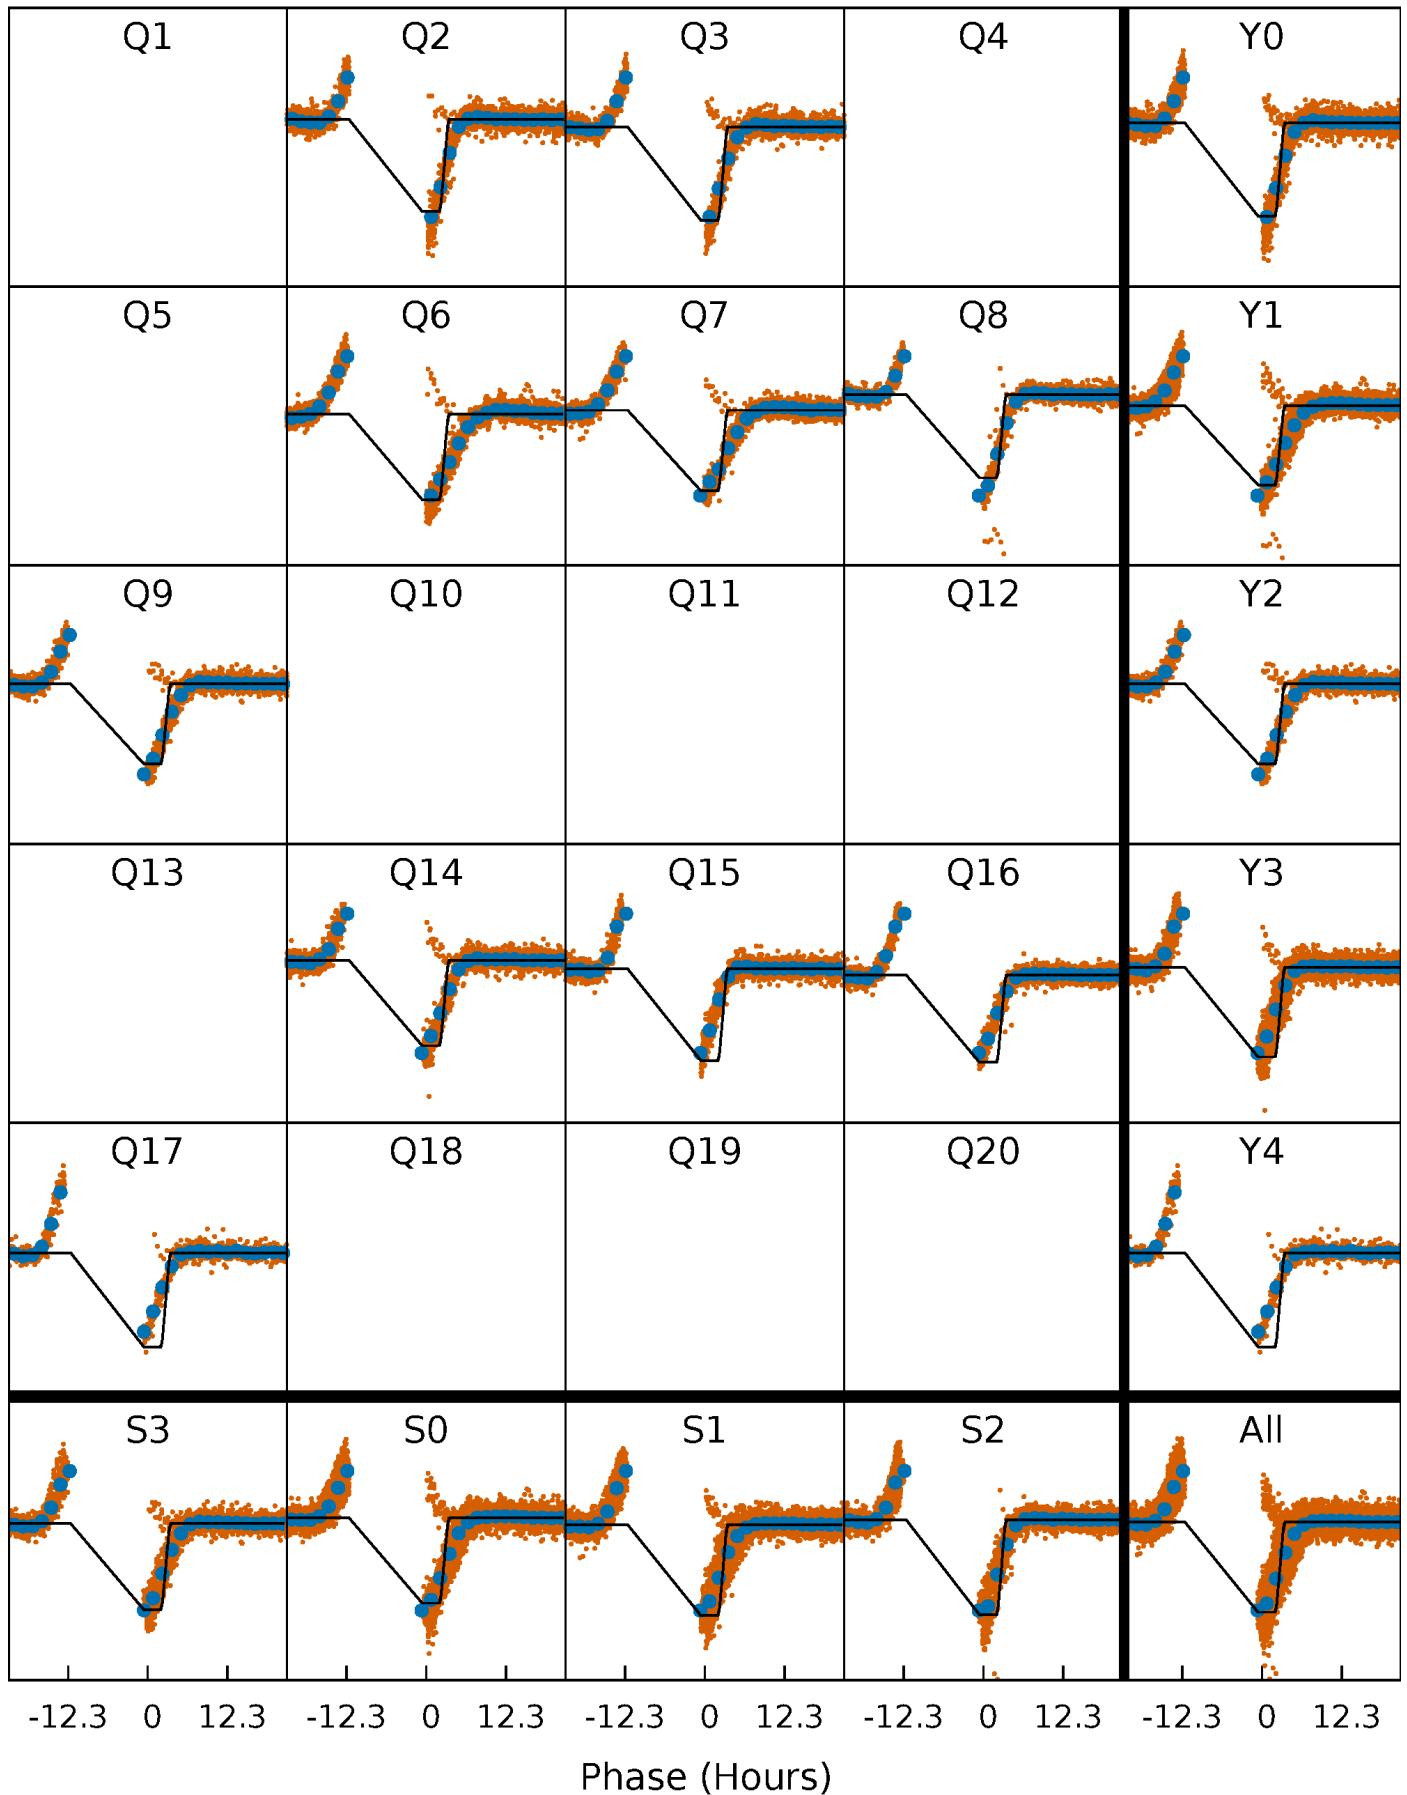 Q1 Q2 Q3 Q4 Y0
Q5 Q6 Q7 Q8 Y1
Q9 Q10 Q11 Q12 Y2
Q13 Q14 Q15 Q16 Y3
Q17 Q18 Q19 Q20 Y4
S3 S0 S1 S2 All
-12.3 0 12.3 -12.3 0 12.3 -12.3 0 12.3 -12.3 0 12.3 -12.3 0 12.3
Phase (Hours)